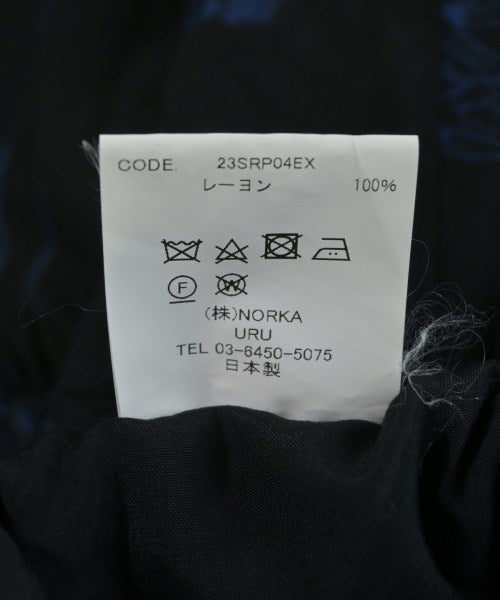 CODE. 23SRP04EX
レーヨン 100%
F W
(株)NORKA
URU
TEL 03-6450-5075
日本製